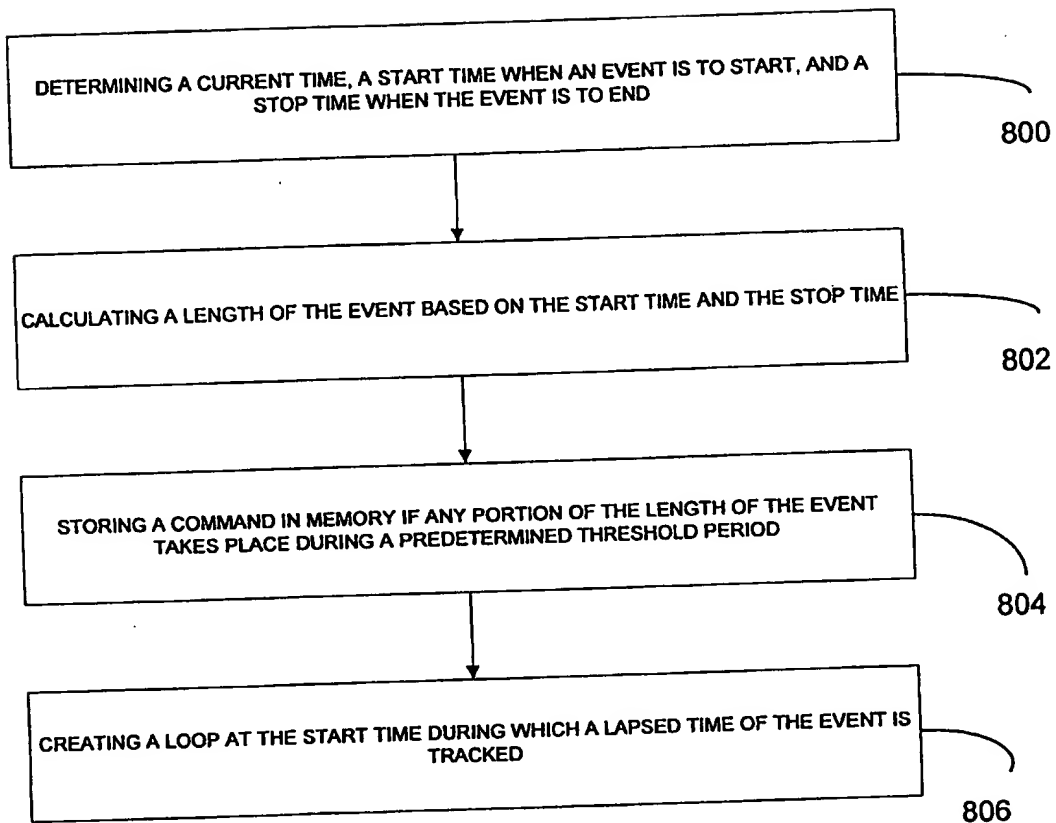 DETERMINING A CURRENT TIME, A START TIME WHEN AN EVENT IS TO START, AND A
STOP TIME WHEN THE EVENT IS TO END
800
CALCULATING A LENGTH OF THE EVENT BASED ON THE START TIME AND THE STOP TIME
802
STORING A COMMAND IN MEMORY IF ANY PORTION OF THE LENGTH OF THE EVENT
TAKES PLACE DURING A PREDETERMINED THRESHOLD PERIOD
804
CREATING A LOOP AT THE START TIME DURING WHICH A LAPSED TIME OF THE EVENT IS
TRACKED
806